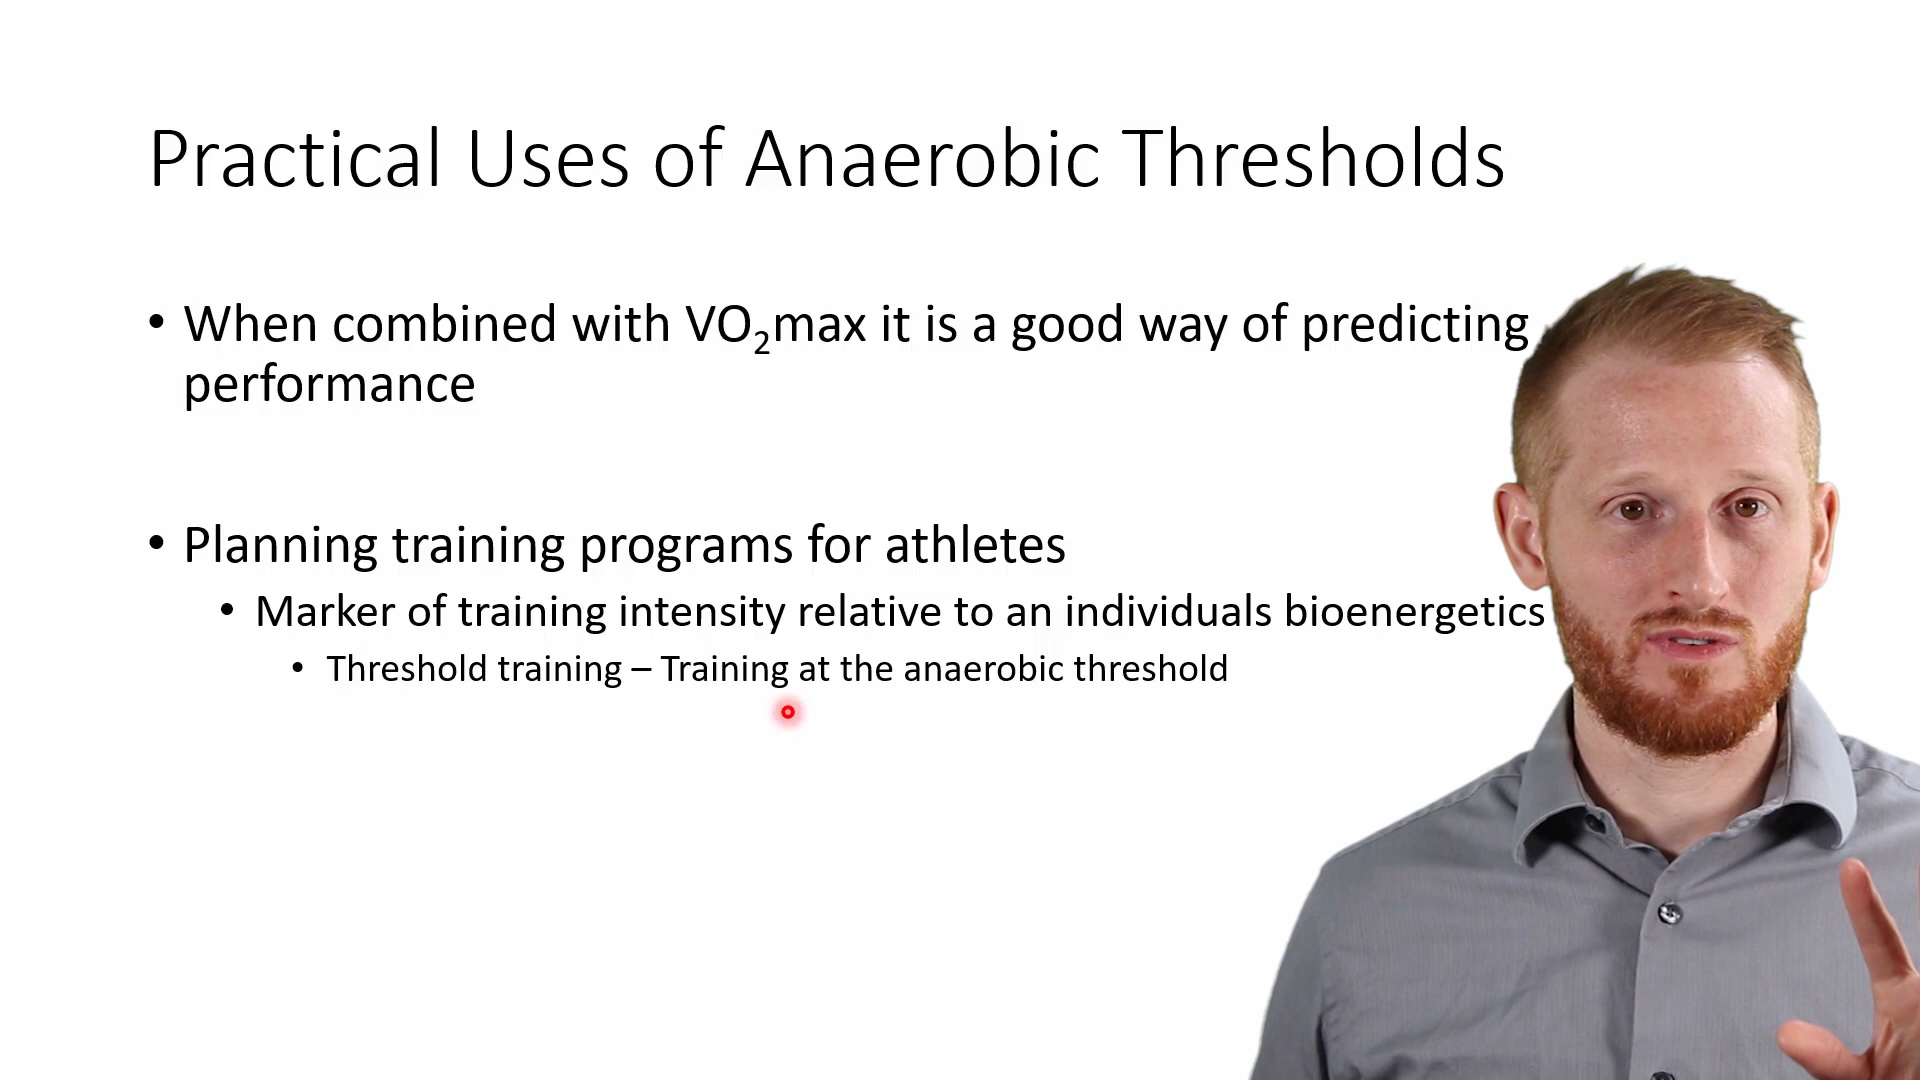 Practical Uses of Anaerobic Thresholds
• When combined with VO₂max it is a good way of predicting
performance
• Planning training programs for athletes
• Marker of training intensity relative to an individuals bioenergetics
• Threshold training – Training at the anaerobic threshold